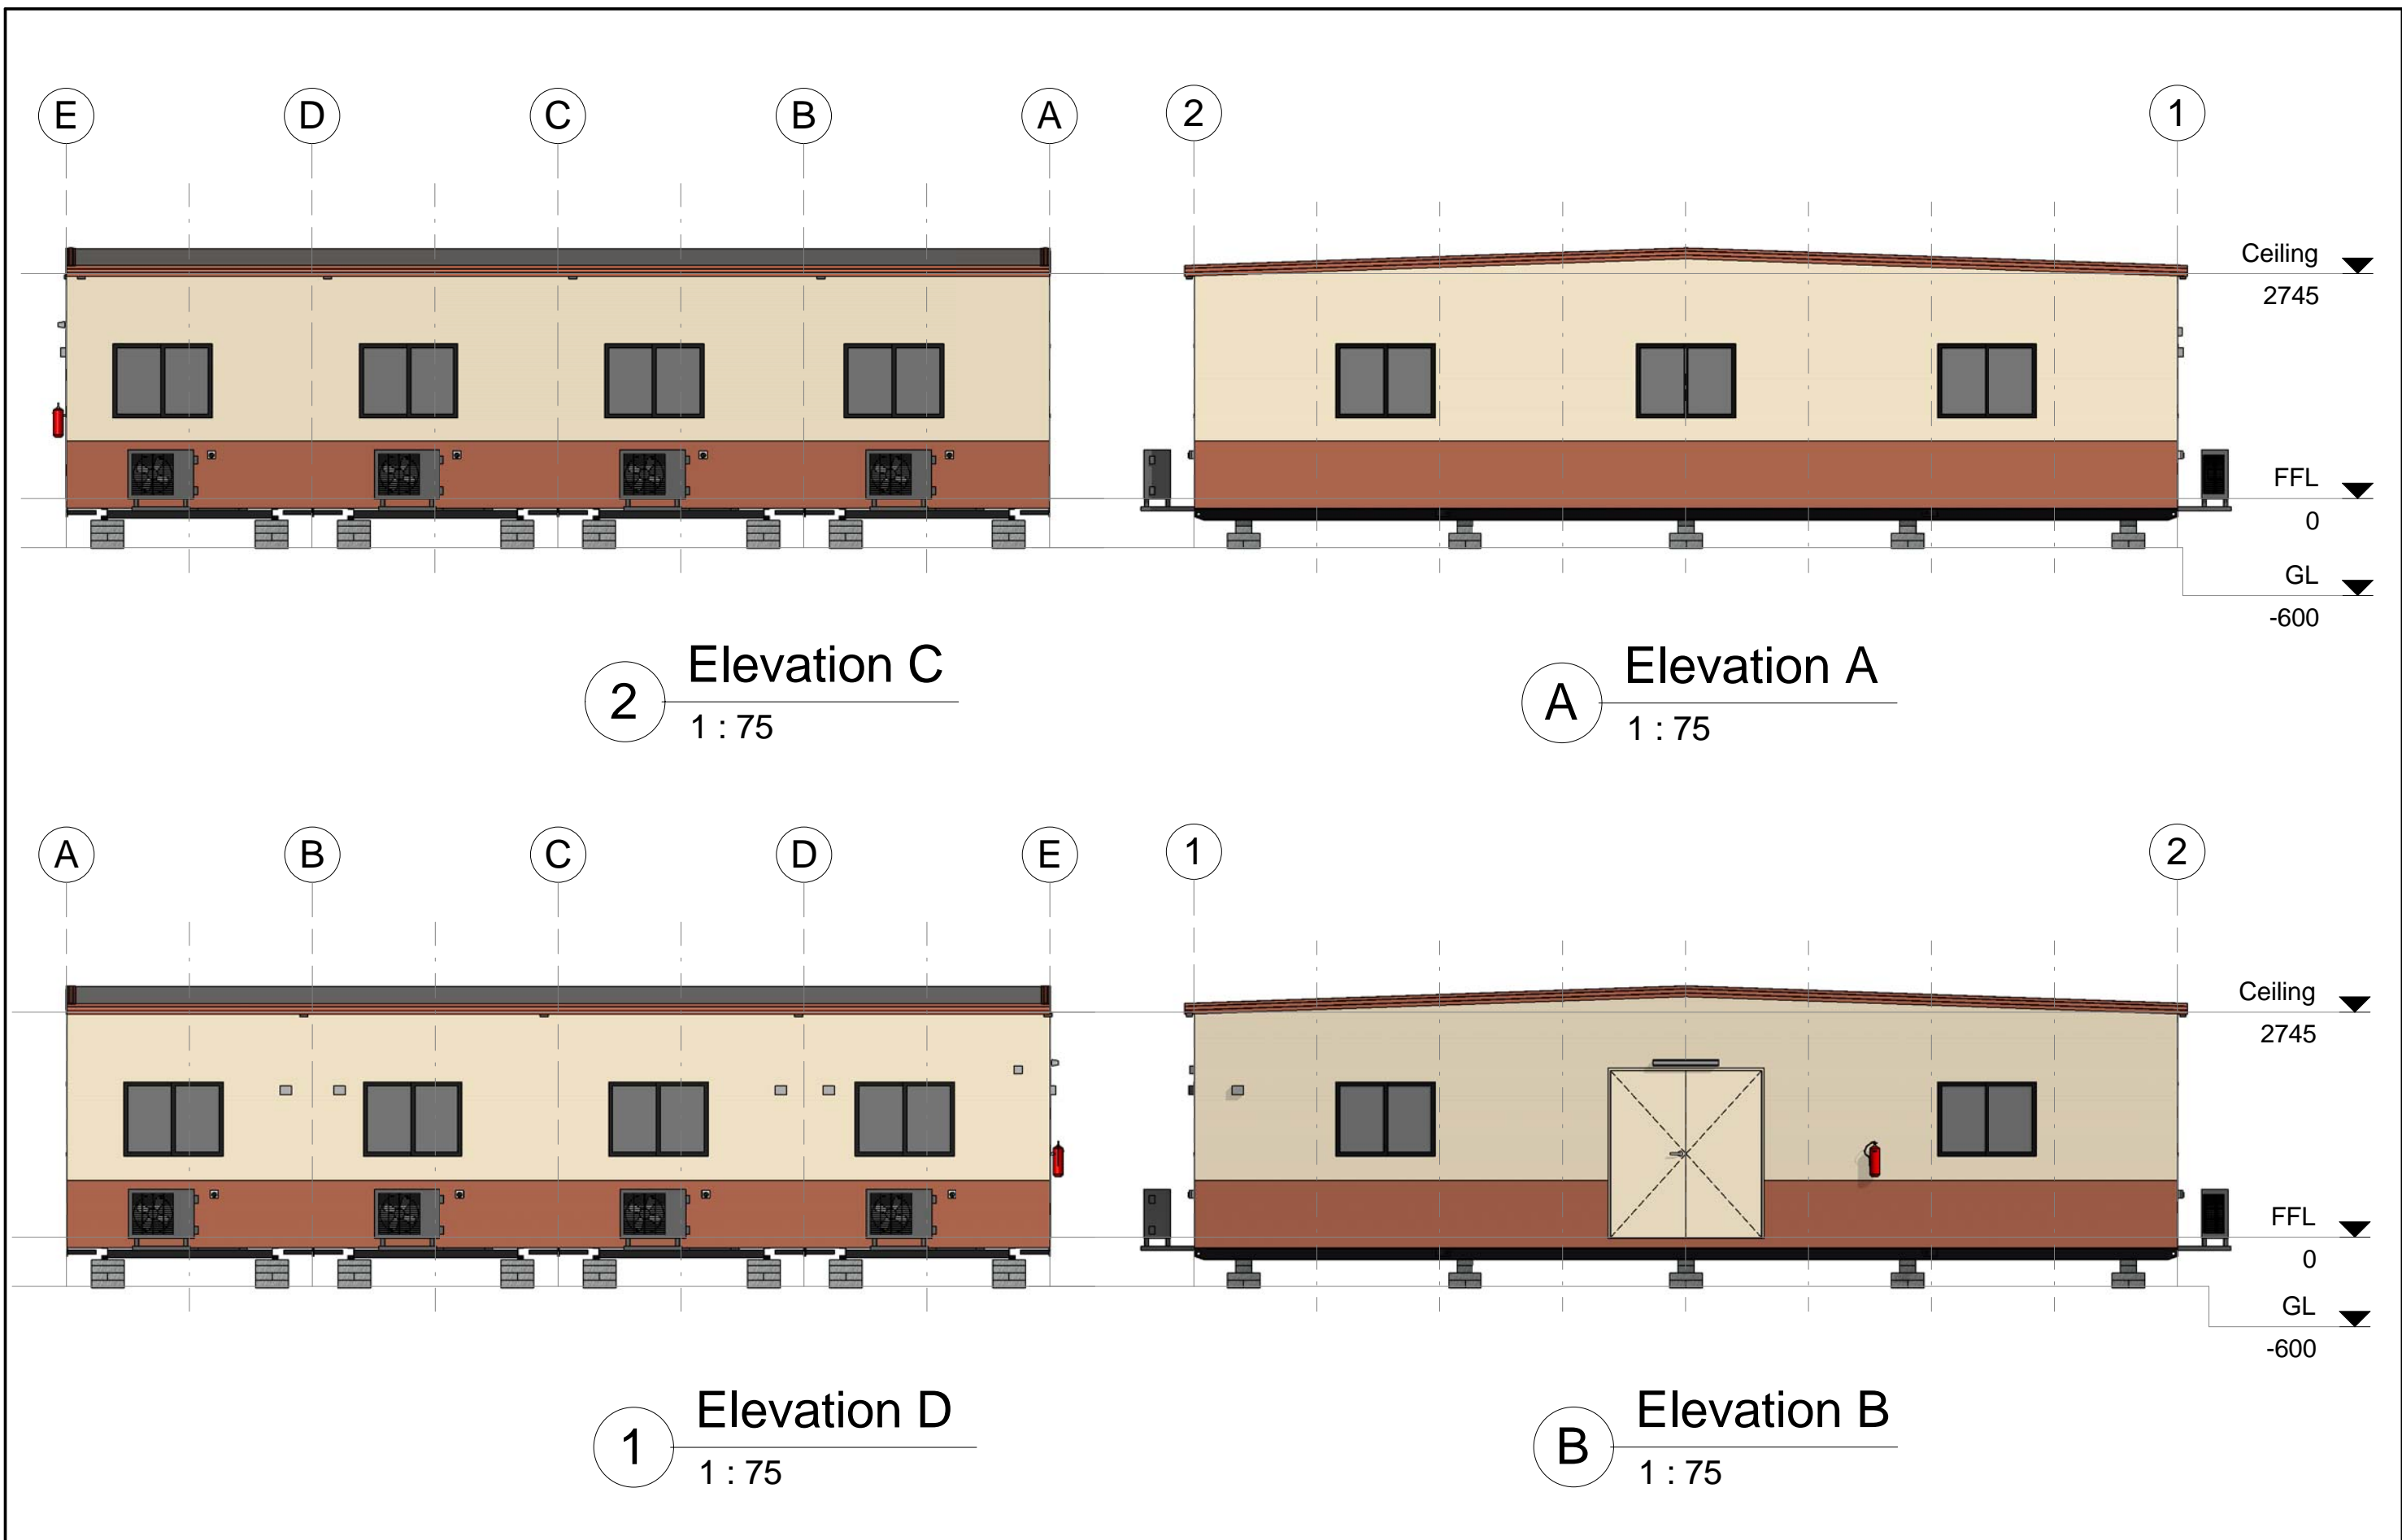 E D C B A 2 1
Ceiling
2745
FFL
0
GL
-600
2 Elevation C
1 : 75
A Elevation A
1 : 75
A B C D E 1 2
Ceiling
2745
FFL
0
GL
-600
1 Elevation D
1 : 75
B Elevation B
1 : 75